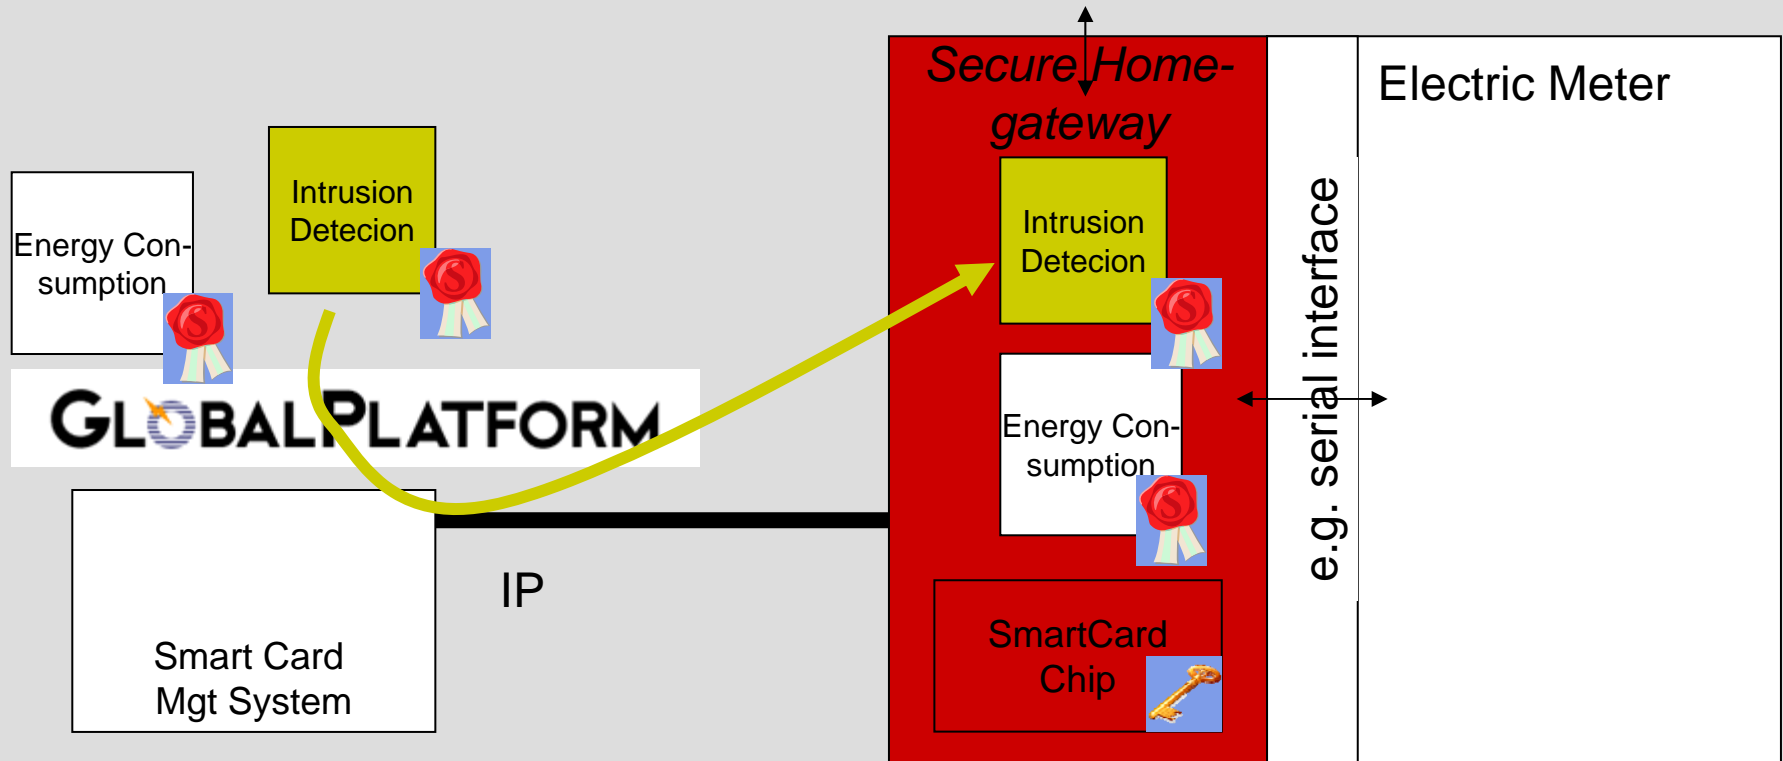 Secure Home-
gateway
Electric Meter
Intrusion
Detecion
Energy Con-
sumption
S
S
GLOBALPLATFORM
Smart Card
Mgt System
IP
Intrusion
Detecion
S
Energy Con-
sumption
S
SmartCard
Chip
e.g. serial interface